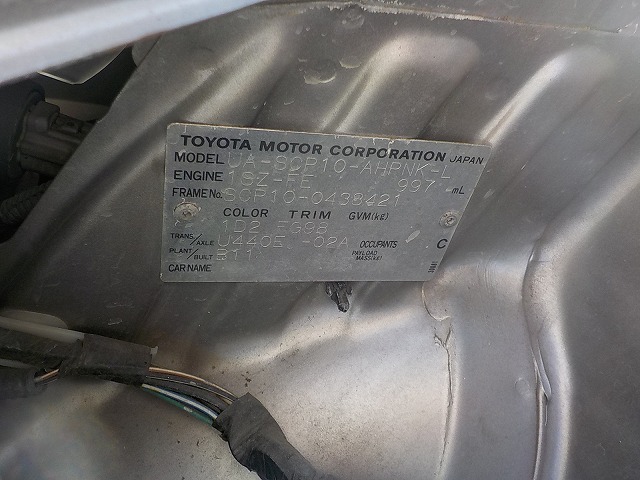 TOYOTA MOTOR CORPORATION JAPAN
MODEL UA-SCP10-AHPNK-L
ENGINE 1SZ-FE 997 mL
FRAME No. SCP10-0438421
COLOR TRIM GVM(kg)
1D2 EG98
TRANS/AXLE U440E -02A OCCUPANTS C
PLANT/BUILT B11 PAYLOAD MASS(kg)
CAR NAME